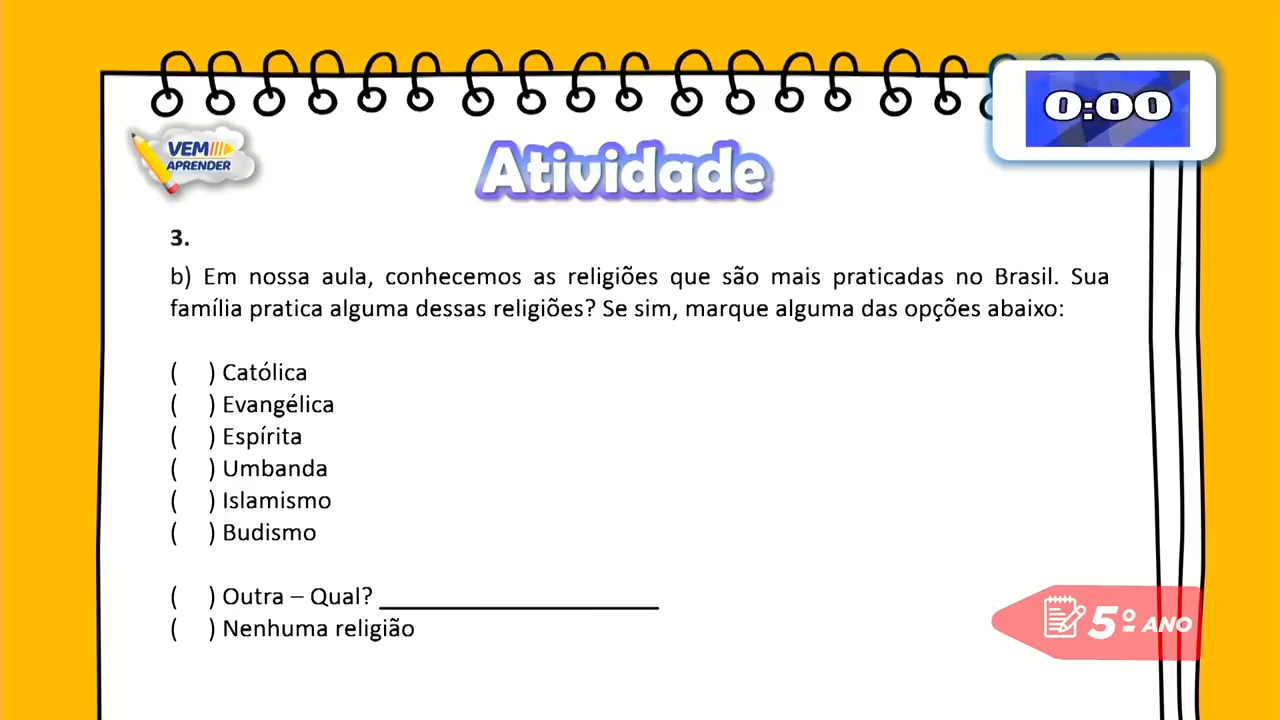 0:00
VEM
APRENDER
Atividade
3.
b) Em nossa aula, conhecemos as religiões que são mais praticadas no Brasil. Sua
família pratica alguma dessas religiões? Se sim, marque alguma das opções abaixo:
(    ) Católica
(    ) Evangélica
(    ) Espírita
(    ) Umbanda
(    ) Islamismo
(    ) Budismo
(    ) Outra – Qual? ______________________
(    ) Nenhuma religião
5º ANO